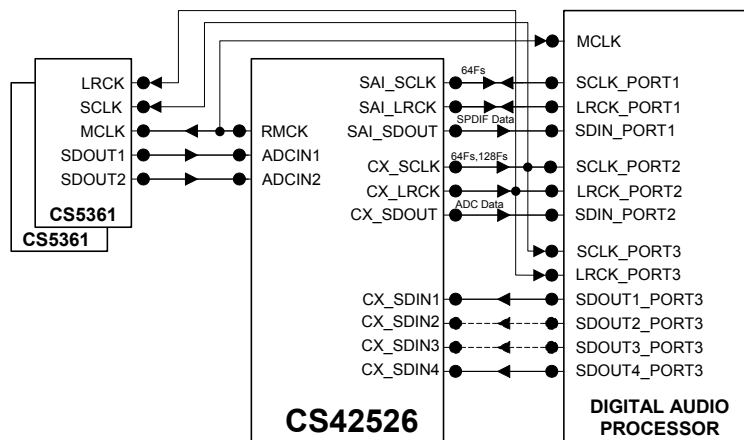 LRCK
SCLK
MCLK
SDOUT1
SDOUT2
CS5361
CS5361
RMCK
ADCIN1
ADCIN2
SAI_SCLK
SAI_LRCK
SAI_SDOUT
CX_SCLK
CX_LRCK
CX_SDOUT
CX_SDIN1
CX_SDIN2
CX_SDIN3
CX_SDIN4
CS42526
64Fs
SPDIF Data
64Fs,128Fs
ADC Data
MCLK
SCLK_PORT1
LRCK_PORT1
SDIN_PORT1
SCLK_PORT2
LRCK_PORT2
SDIN_PORT2
SCLK_PORT3
LRCK_PORT3
SDOUT1_PORT3
SDOUT2_PORT3
SDOUT3_PORT3
SDOUT4_PORT3
DIGITAL AUDIO
PROCESSOR